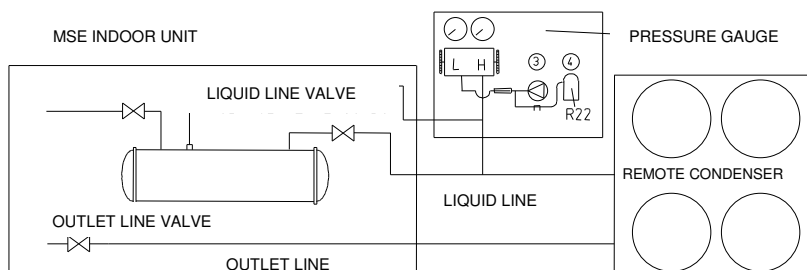 MSE INDOOR UNIT
PRESSURE GAUGE
L H
3 4
R22
LIQUID LINE VALVE
REMOTE CONDENSER
LIQUID LINE
OUTLET LINE VALVE
OUTLET LINE